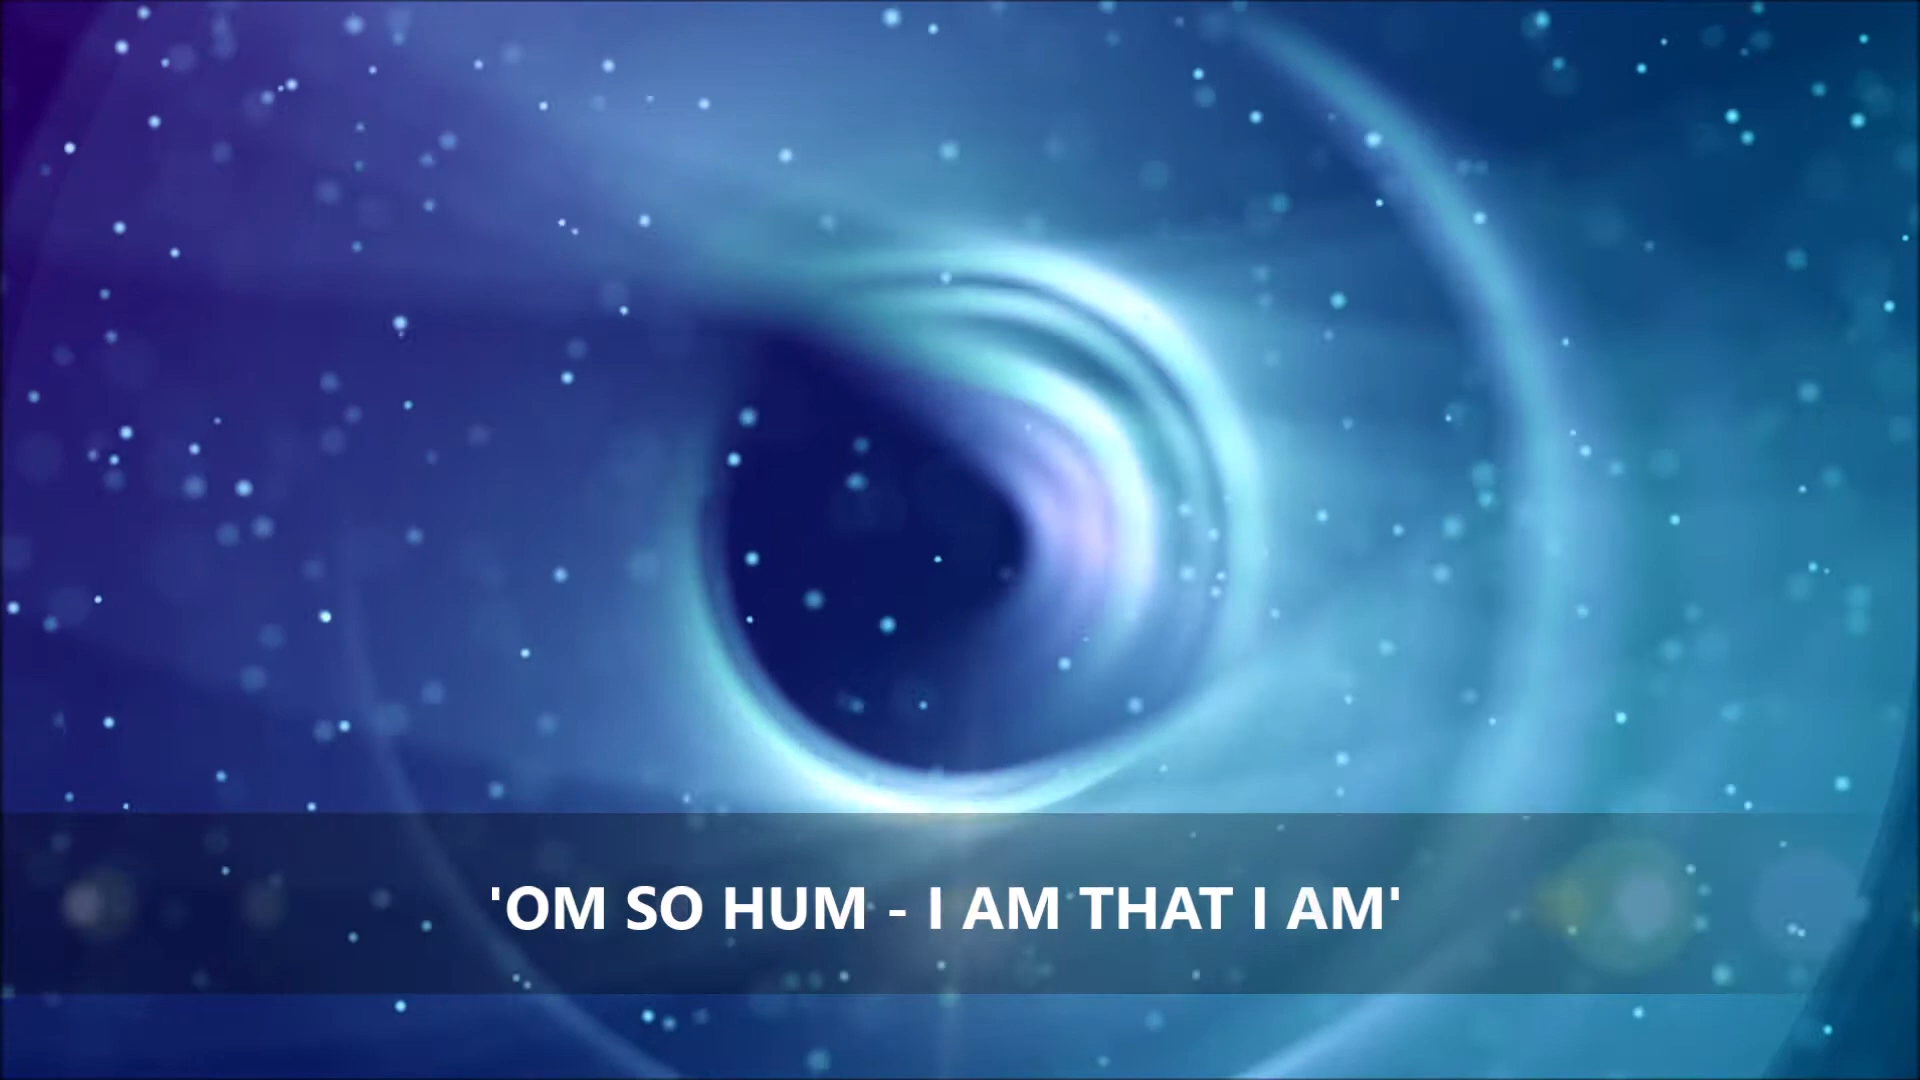 'OM SO HUM - I AM THAT I AM'